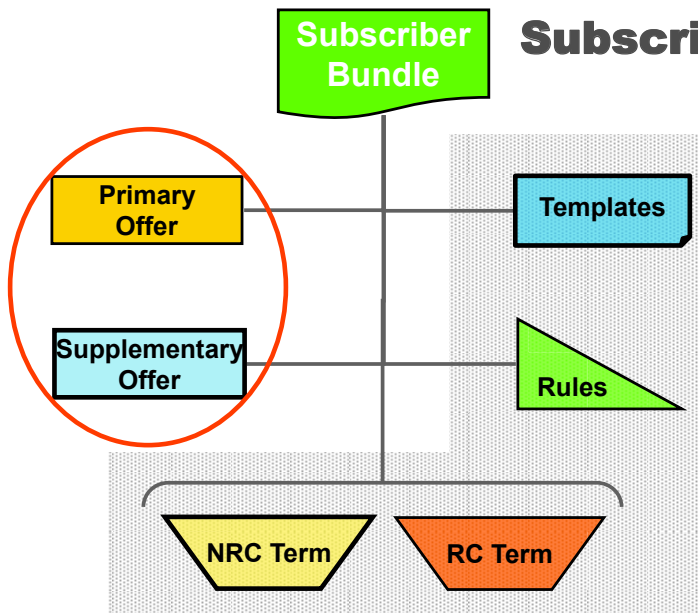 Subscriber
Bundle
Subscri
Primary
Offer
Templates
Supplementary
Offer
Rules
NRC Term
RC Term